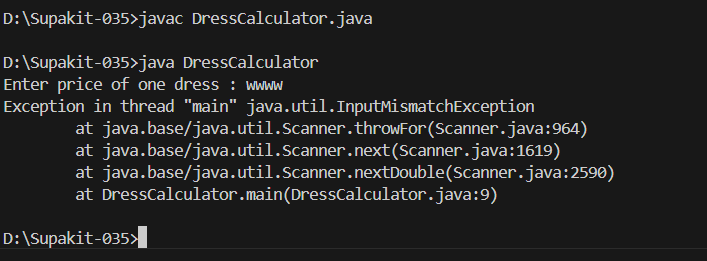 D:\Supakit-035>javac DressCalculator.java
D:\Supakit-035>java DressCalculator
Enter price of one dress : wwww
Exception in thread "main" java.util.InputMismatchException
at java.base/java.util.Scanner.throwFor(Scanner.java:964)
at java.base/java.util.Scanner.next(Scanner.java:1619)
at java.base/java.util.Scanner.nextDouble(Scanner.java:2590)
at DressCalculator.main(DressCalculator.java:9)
D:\Supakit-035>